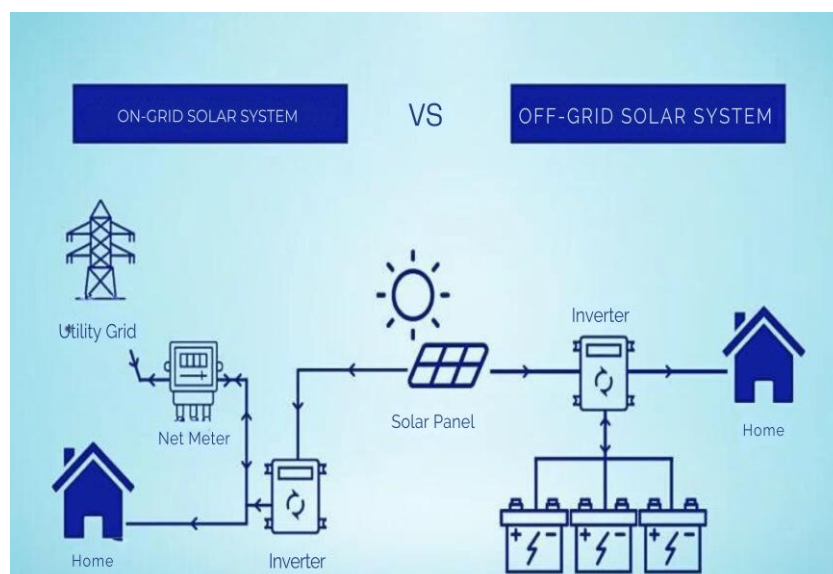 ON-GRID SOLAR SYSTEM
VS
OFF-GRID SOLAR SYSTEM
Utility Grid
Net Meter
Home
Inverter
Solar Panel
Inverter
Home